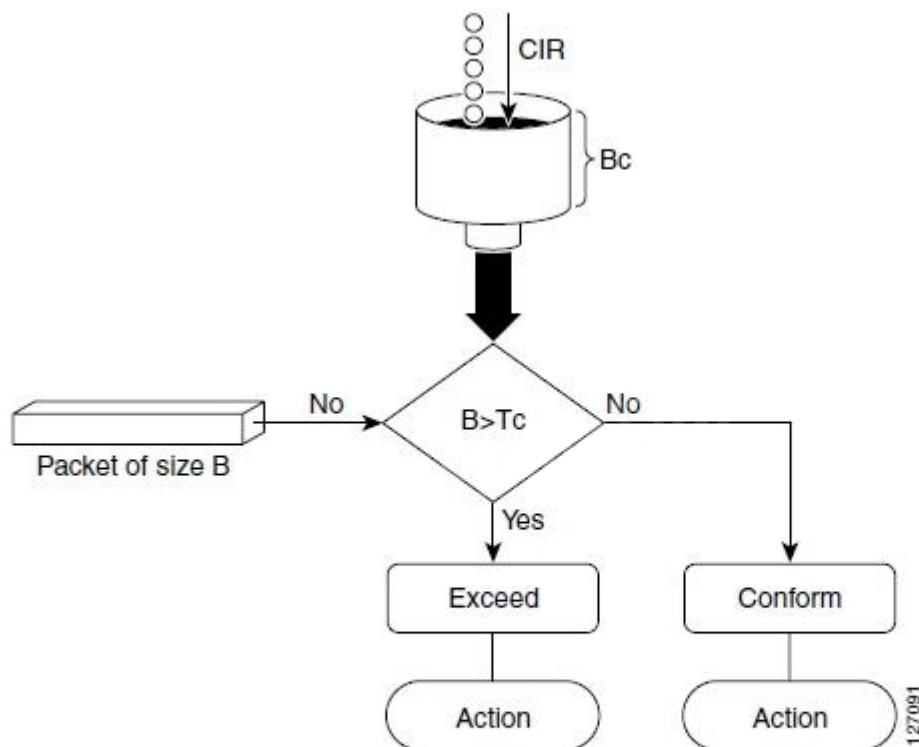 CIR
Bc
No
B>Tc
No
Packet of size B
Yes
Exceed
Conform
Action
Action
127091